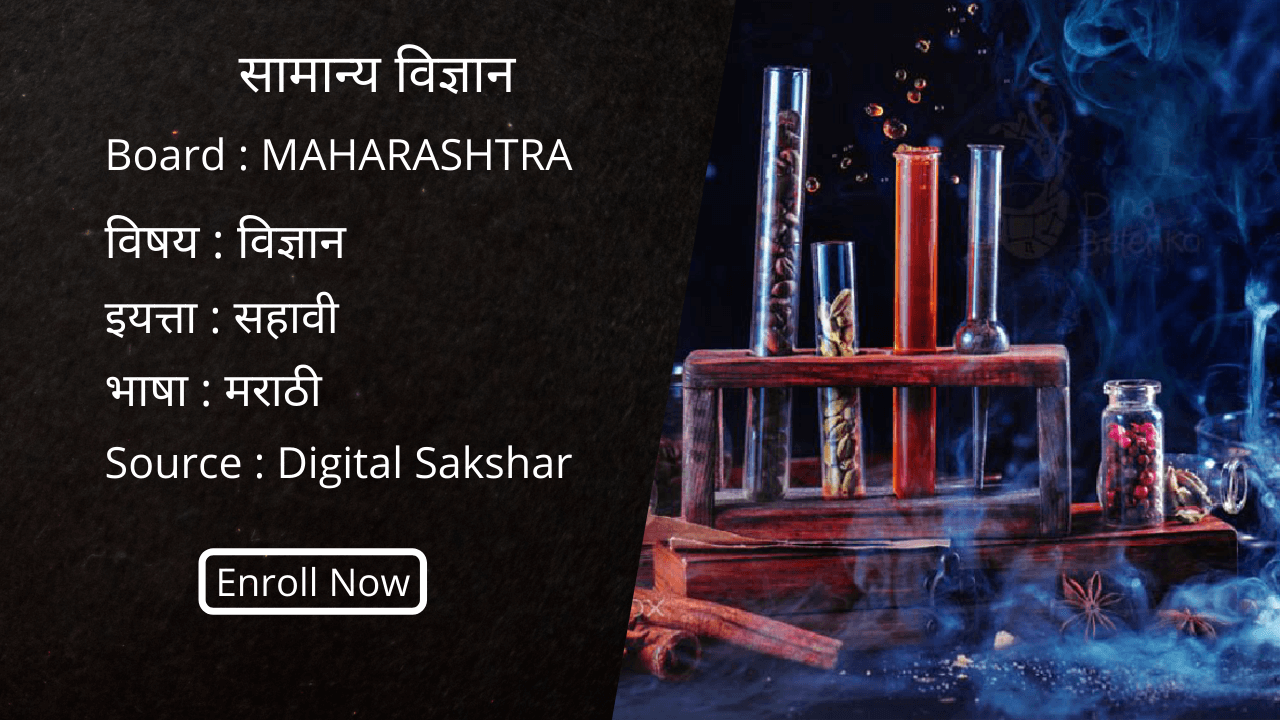 सामान्य विज्ञान
Board : MAHARASHTRA
विषय : विज्ञान
इयत्ता : सहावी
भाषा : मराठी
Source : Digital Sakshar
Enroll Now